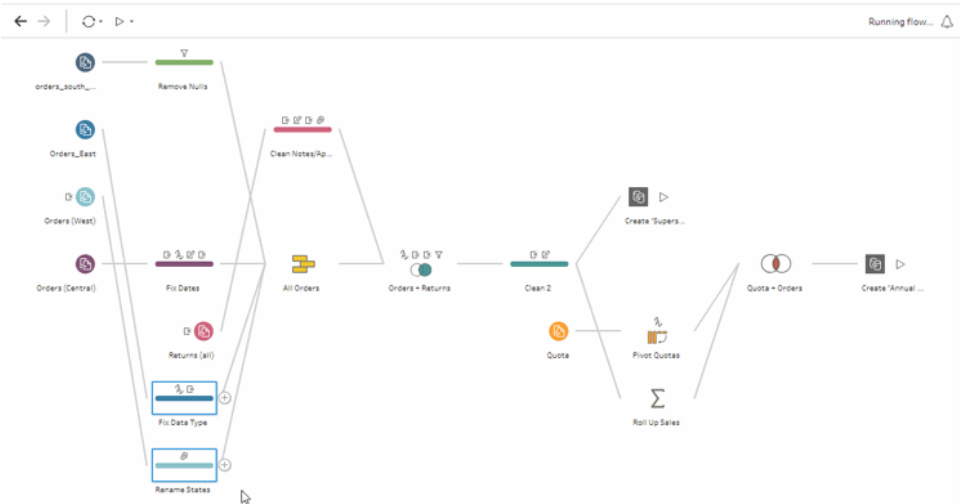 Running flow...
orders_south_...
Remove Nulls
Orders_East
Clean Notes/Ap...
Orders (West)
Create 'Supers...
Orders (Central)
Fix Dates
All Orders
Orders + Returns
Clean 2
Quota + Orders
Create 'Annual ...
Returns (all)
Quota
Pivot Quotas
Fix Data Type
Roll Up Sales
Rename States